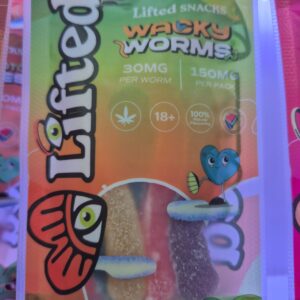 Lifted
Lifted SNACKS
WACKY
WORMS
30MG
PER WORM
150MG
PER PACK
18+
100%